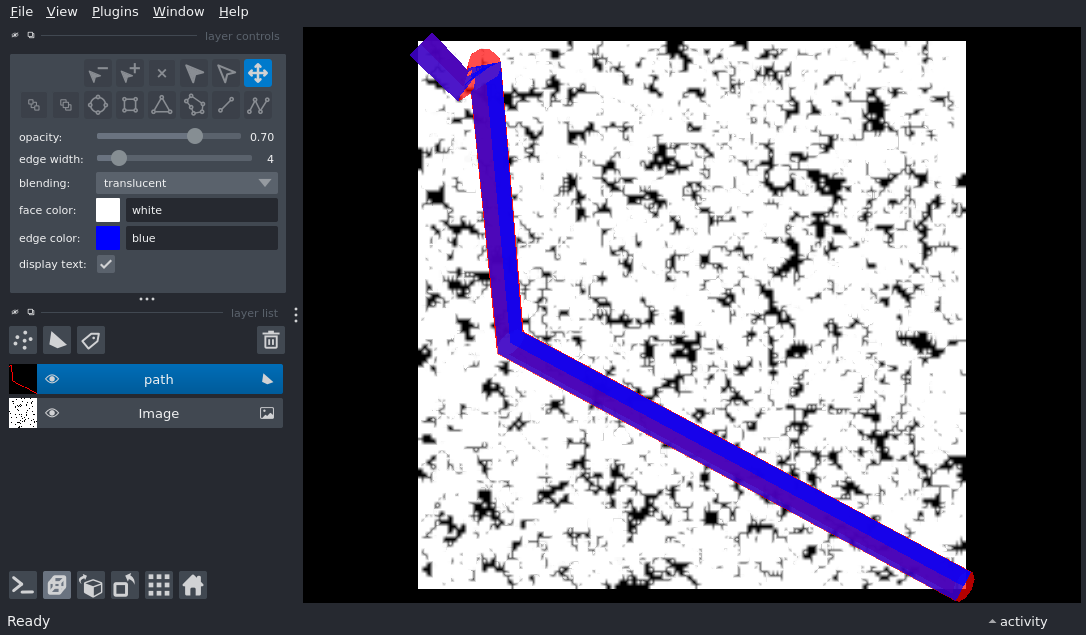 File View Plugins Window Help
layer controls
opacity: 0.70
edge width: 4
blending: translucent
face color: white
edge color: blue
display text:
layer list
path
Image
Ready
activity